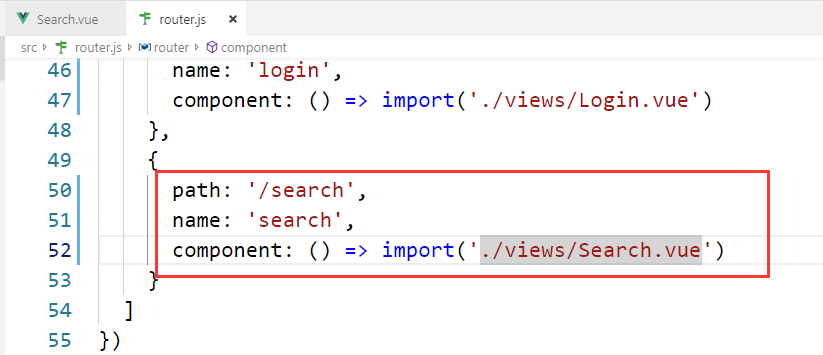 Search.vue router.js ×
src router.js router component
46 name: 'login',
47 component: () => import('./views/Login.vue')
48 },
49 {
50 path: '/search',
51 name: 'search',
52 component: () => import('./views/Search.vue')
53 }
54 ]
55 })